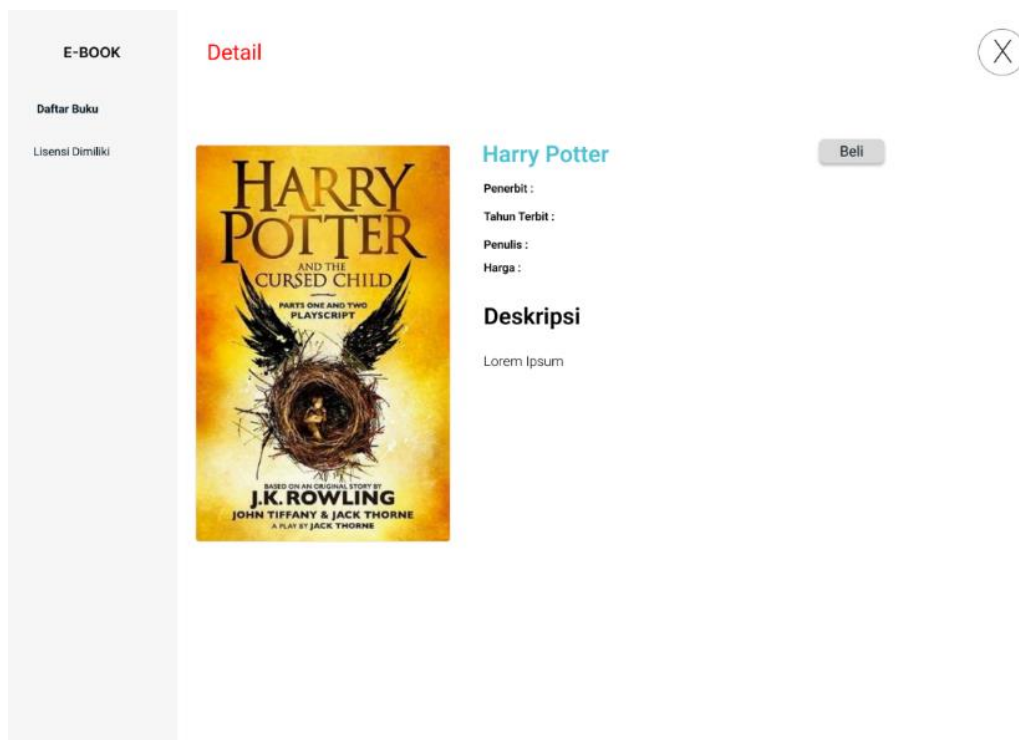 E-BOOK
Detail
X
Daftar Buku
Lisensi Dimiliki
HARRY
POTTER
AND THE
CURSED CHILD
PARTS ONE AND TWO
PLAYSCRIPT
BASED ON AN ORIGINAL STORY BY
J.K. ROWLING
JOHN TIFFANY & JACK THORNE
A PLAY BY JACK THORNE
Harry Potter
Beli
Penerbit :
Tahun Terbit :
Penulis :
Harga :
Deskripsi
Lorem Ipsum